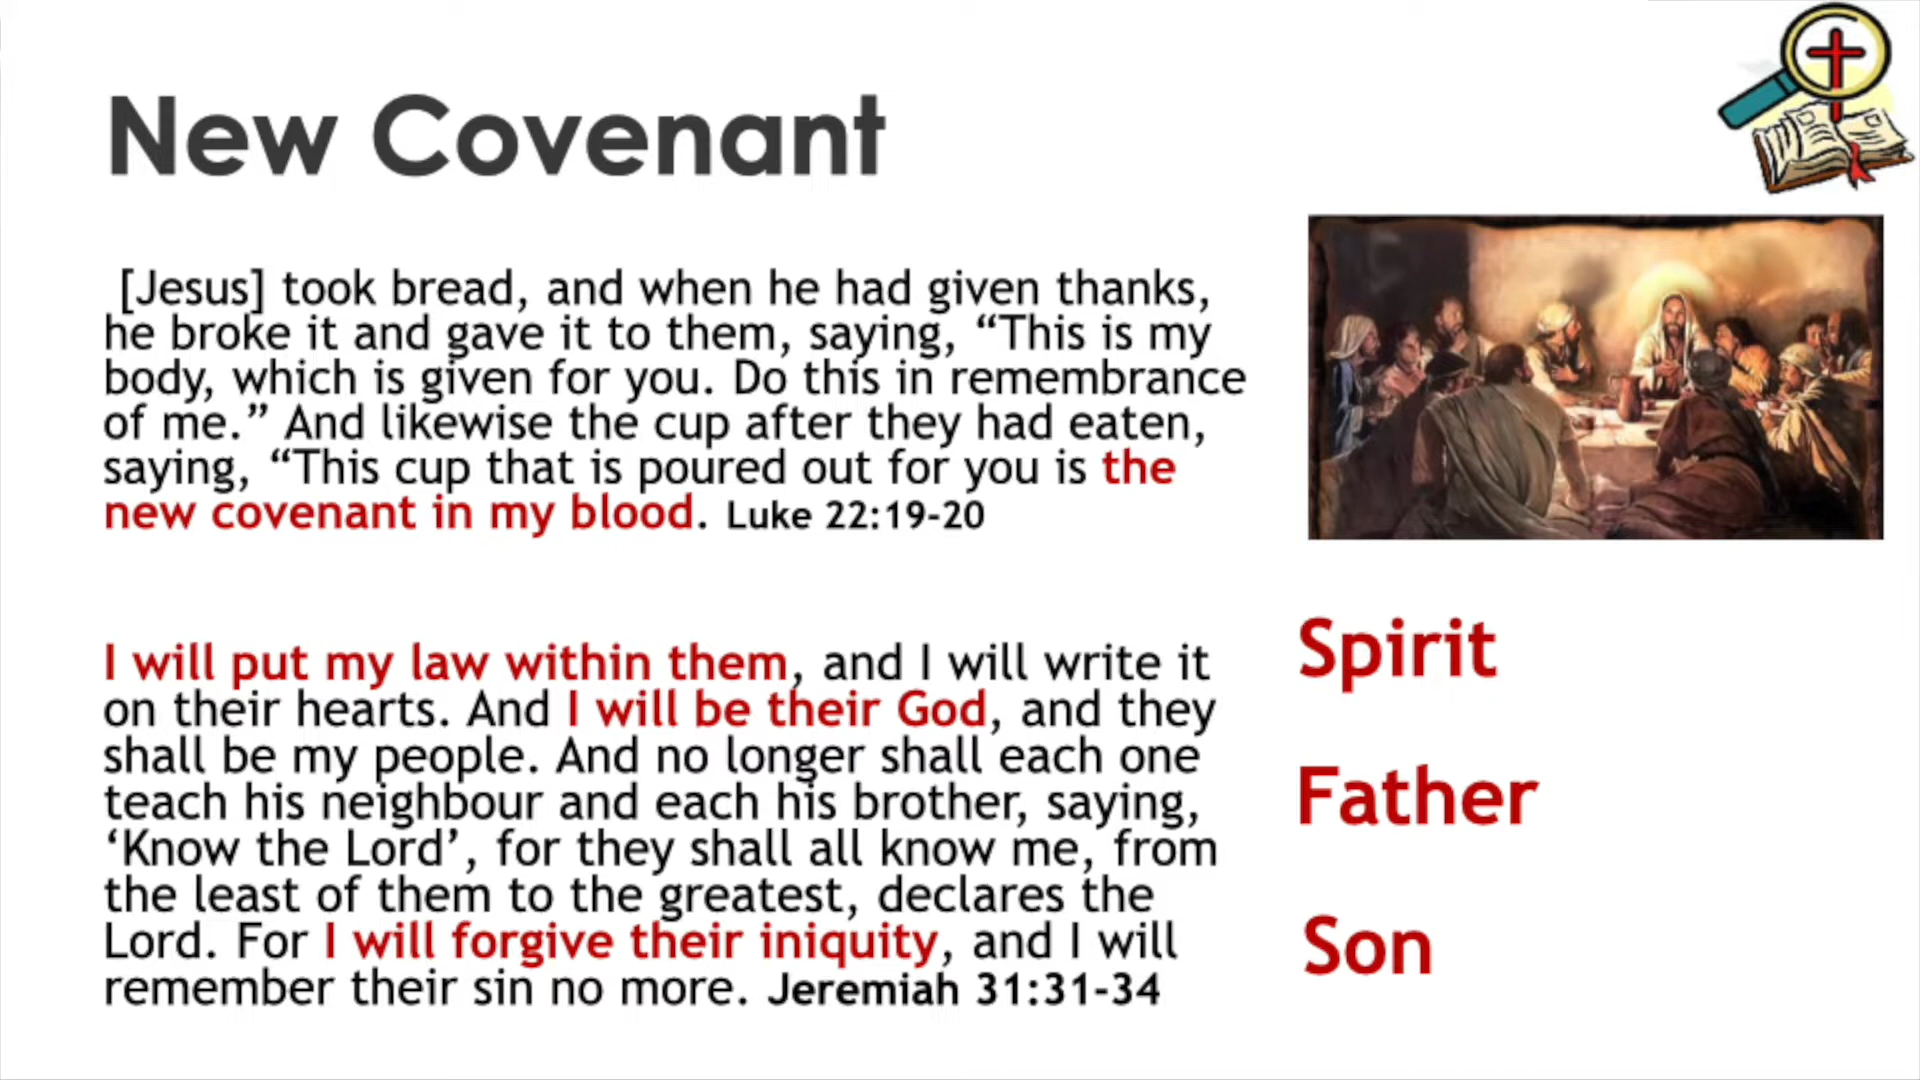 New Covenant
[Jesus] took bread, and when he had given thanks,
he broke it and gave it to them, saying, “This is my
body, which is given for you. Do this in remembrance
of me.” And likewise the cup after they had eaten,
saying, “This cup that is poured out for you is the
new covenant in my blood. Luke 22:19-20
I will put my law within them, and I will write it
on their hearts. And I will be their God, and they
shall be my people. And no longer shall each one
teach his neighbour and each his brother, saying,
‘Know the Lord’, for they shall all know me, from
the least of them to the greatest, declares the
Lord. For I will forgive their iniquity, and I will
remember their sin no more. Jeremiah 31:31-34
Spirit
Father
Son